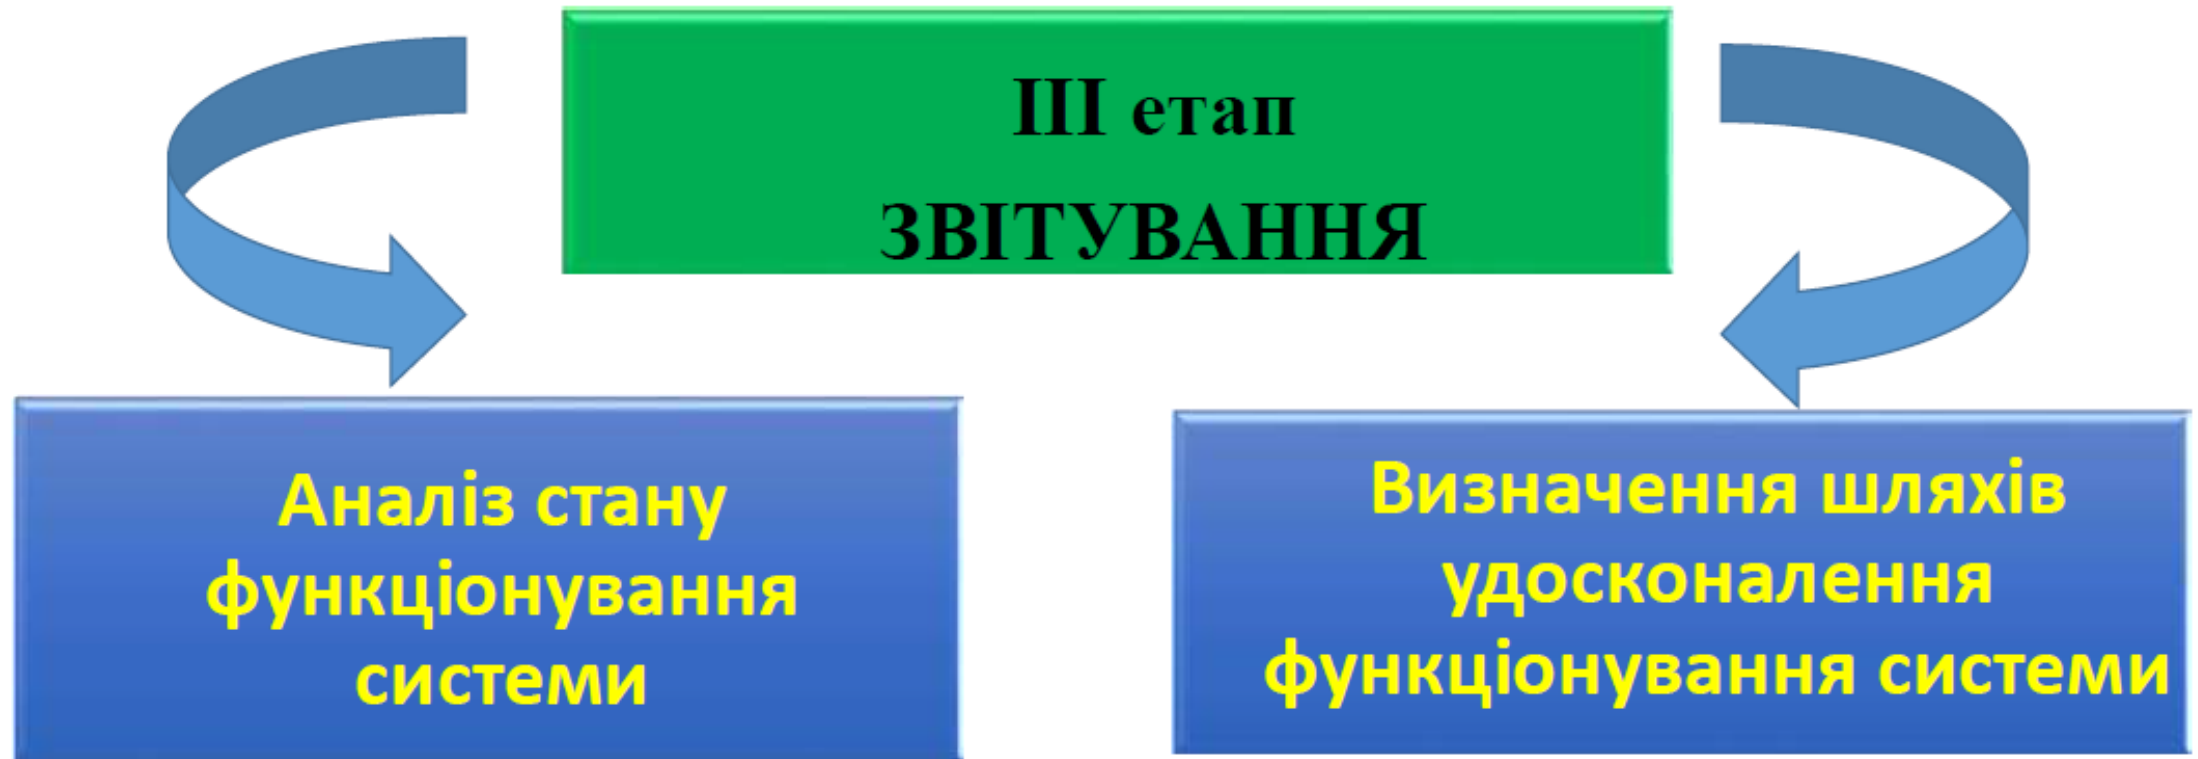 ІІІ етап
ЗВІТУВАННЯ
Аналіз стану
функціонування
системи
Визначення шляхів
удосконалення
функціонування системи